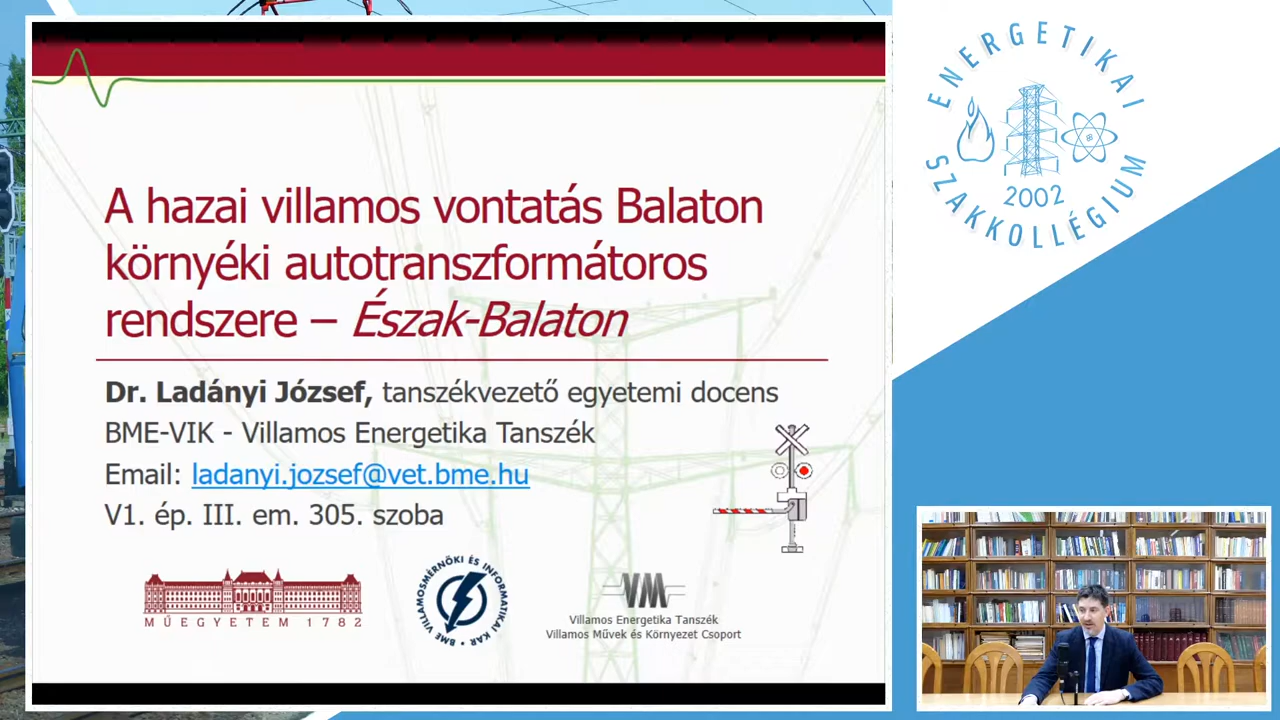 A hazai villamos vontatás Balaton
környéki autotranszformátoros
rendszere – Észak-Balaton
Dr. Ladányi József, tanszékvezető egyetemi docens
BME-VIK - Villamos Energetika Tanszék
Email: ladanyi.jozsef@vet.bme.hu
V1. ép. III. em. 305. szoba
MŰEGYETEM 1782
BME VILLAMOSMÉRNÖKI ÉS INFORMATIKAI KAR
VM
Villamos Energetika Tanszék
Villamos Művek és Környezet Csoport
ENERGETIKAI
SZAKKOLLÉGIUM
2002